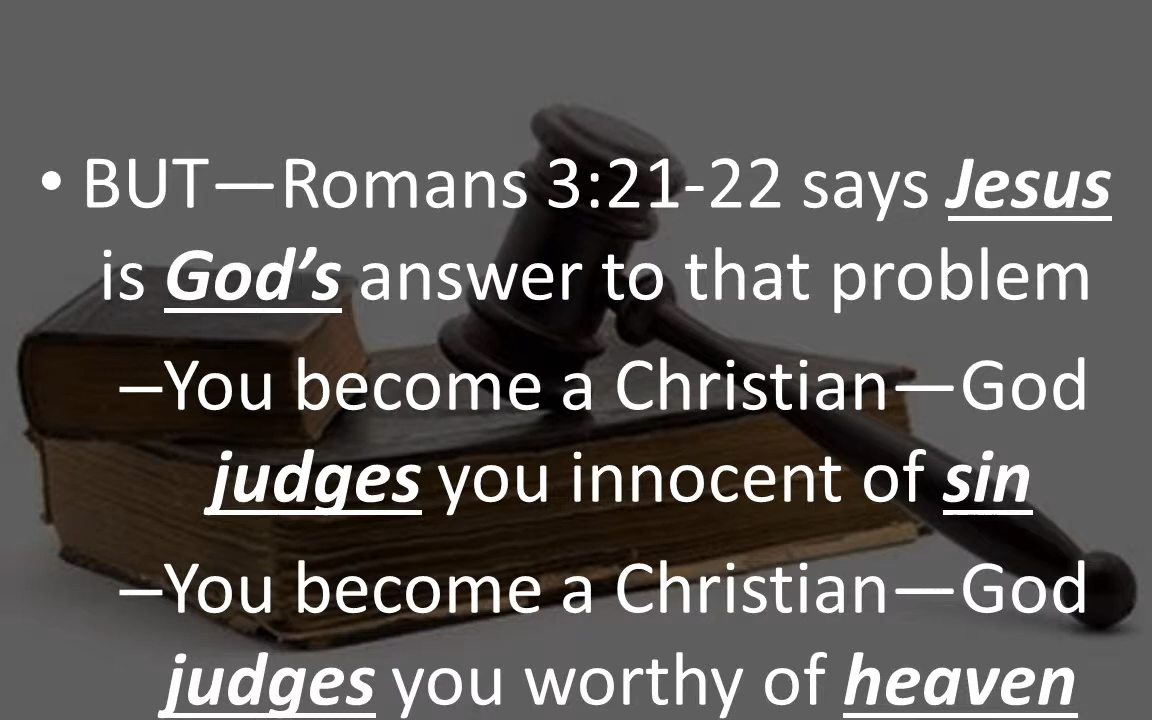 • BUT—Romans 3:21-22 says Jesus
is God’s answer to that problem
–You become a Christian—God
judges you innocent of sin
–You become a Christian—God
judges you worthy of heaven